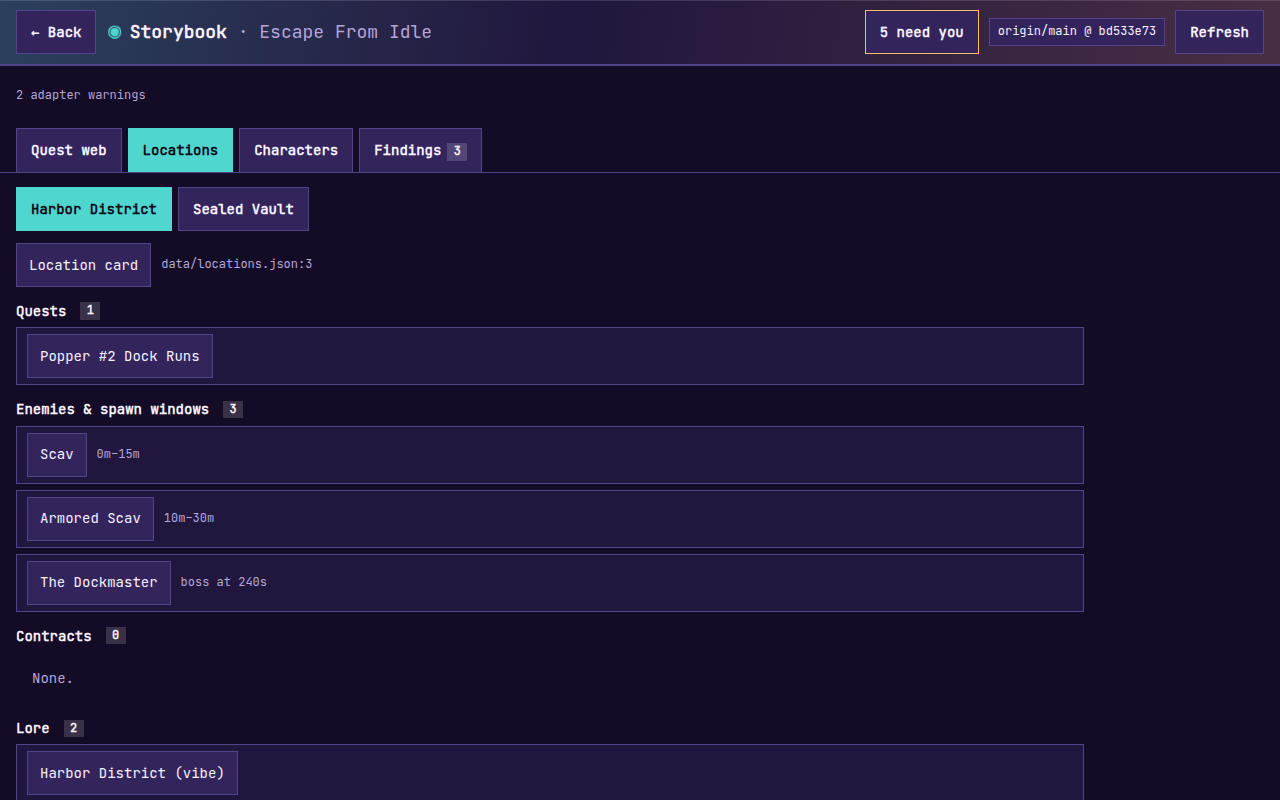 ← Back
Storybook · Escape From Idle
5 need you
origin/main @ bd533e73
Refresh
2 adapter warnings
Quest web
Locations
Characters
Findings 3
Harbor District
Sealed Vault
Location card data/locations.json:3
Quests 1
Popper #2 Dock Runs
Enemies & spawn windows 3
Scav 0m–15m
Armored Scav 10m–30m
The Dockmaster boss at 240s
Contracts 0
None.
Lore 2
Harbor District (vibe)